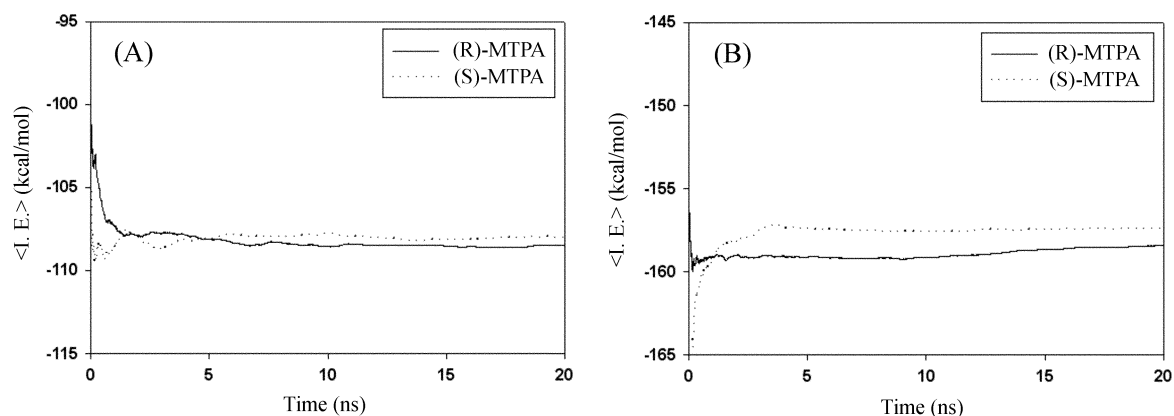 (A)
(R)-MTPA
(S)-MTPA
<I. E.> (kcal/mol)
-95
-100
-105
-110
-115
0
5
10
15
20
Time (ns)
(B)
(R)-MTPA
(S)-MTPA
<I. E.> (kcal/mol)
-145
-150
-155
-160
-165
0
5
10
15
20
Time (ns)